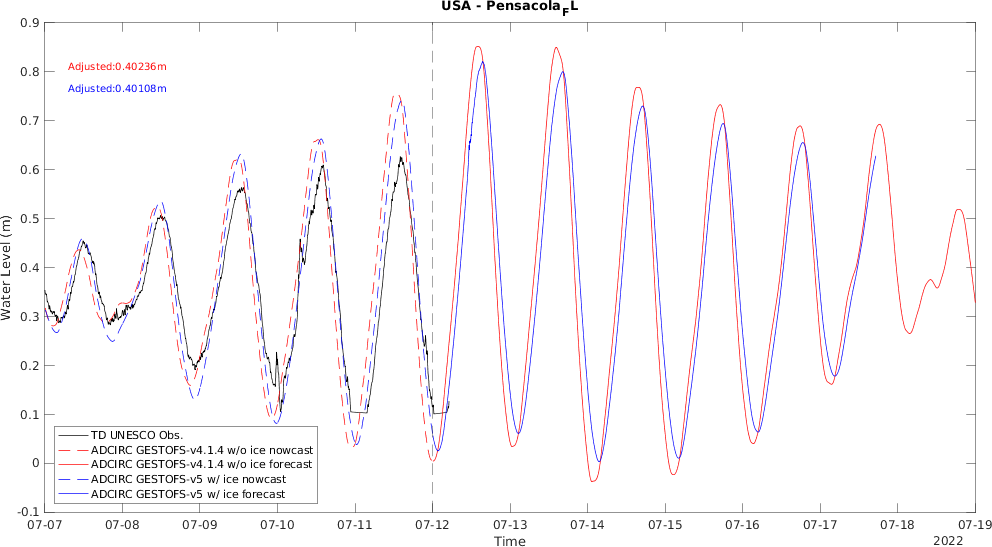 USA - Pensacola_FL
0.9
0.8
0.7
0.6
0.5
0.4
0.3
0.2
0.1
0
-0.1
Water Level (m)
Adjusted:0.40236m
Adjusted:0.40108m
TD UNESCO Obs.
ADCIRC GESTOFS-v4.1.4 w/o ice nowcast
ADCIRC GESTOFS-v4.1.4 w/o ice forecast
ADCIRC GESTOFS-v5 w/ ice nowcast
ADCIRC GESTOFS-v5 w/ ice forecast
07-07 07-08 07-09 07-10 07-11 07-12 07-13 07-14 07-15 07-16 07-17 07-18 07-19
Time
2022